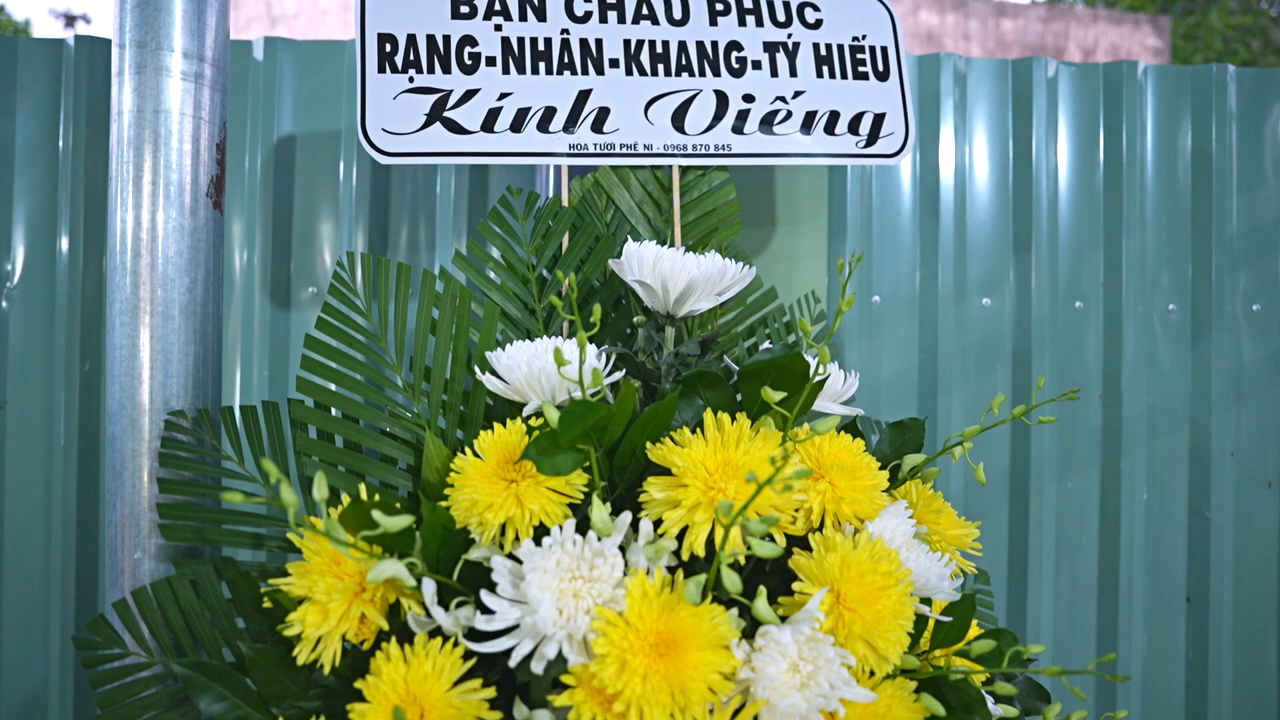 BẠN CHÁU PHÚC
RẠNG-NHÂN-KHANG-TÝ HIẾU
Kính Viếng
HOA TƯƠI PHÊ NI - 0968 870 845